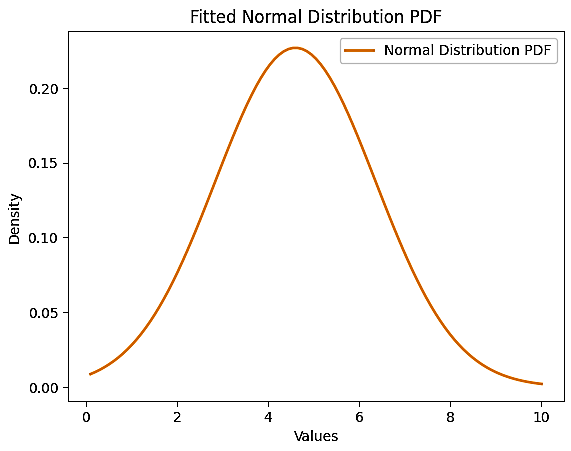 Fitted Normal Distribution PDF
Normal Distribution PDF
Density
0.20
0.15
0.10
0.05
0.00
0 2 4 6 8 10
Values